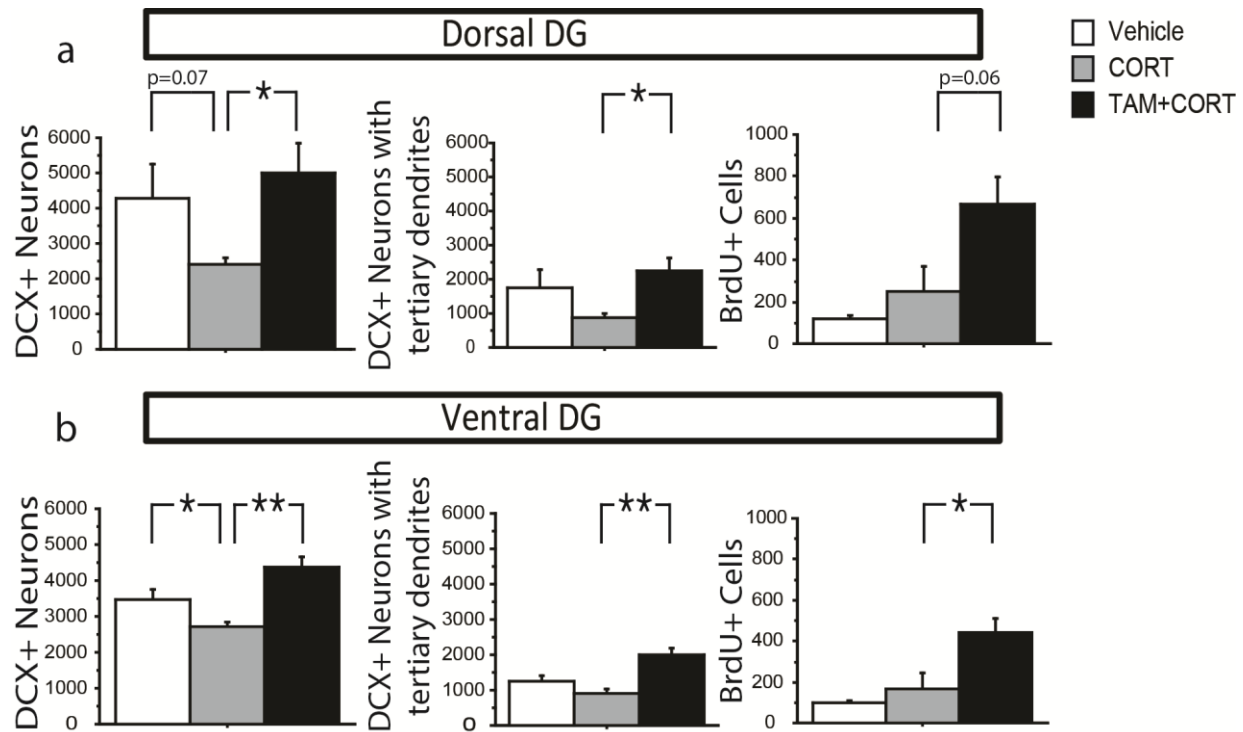 a
Dorsal DG
Vehicle
CORT
TAM+CORT
p=0.07
*
*
p=0.06
DCX+ Neurons
6000
5000
4000
3000
2000
1000
0
DCX+ Neurons with
tertiary dendrites
6000
5000
4000
3000
2000
1000
0
BrdU+ Cells
1000
800
600
400
200
0
b
Ventral DG
*
**
**
*
DCX+ Neurons
6000
5000
4000
3000
2000
1000
0
DCX+ Neurons with
tertiary dendrites
6000
5000
4000
3000
2000
1000
0
BrdU+ Cells
1000
800
600
400
200
0